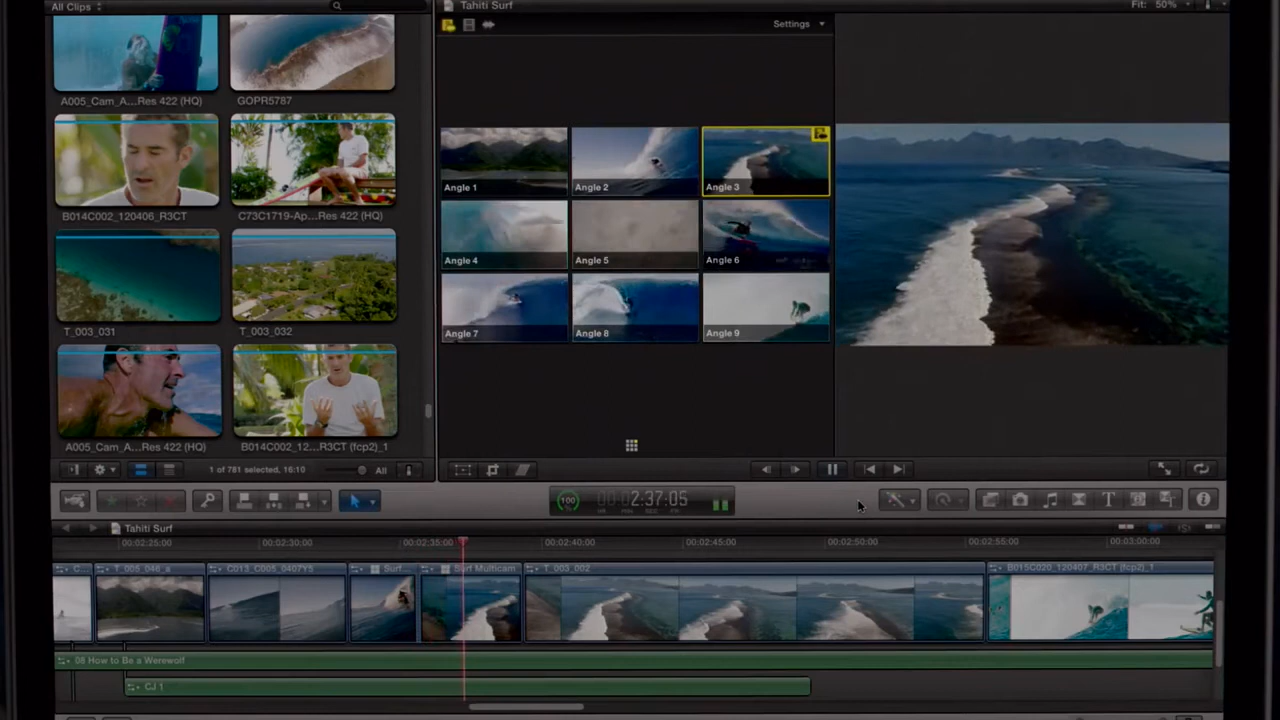 All Clips
Tahiti Surf
Fit: 50%
Settings
A005_Cam_A...Res 422 (HQ)
GOPR5787
B014C002_120406_R3CT
C73C1719-Ap...Res 422 (HQ)
T_003_031
T_003_032
A005_Cam_A...Res 422 (HQ)
B014C002_12...R3CT (fcp2)_1
Angle 1
Angle 2
Angle 3
Angle 4
Angle 5
Angle 6
Angle 7
Angle 8
Angle 9
1 of 781 selected, 16:10
All
100
00:02:37:05
HR MIN SEC FR
Tahiti Surf
00:02:25:00
00:02:30:00
00:02:35:00
00:02:40:00
00:02:45:00
00:02:50:00
00:02:55:00
00:03:00:00
C...
T_005_046_a
C013_C005_0407Y5
Surf...
Surf Multicam
T_003_002
B015C020_120407_R3CT (fcp2)_1
08 How to Be a Werewolf
CJ 1